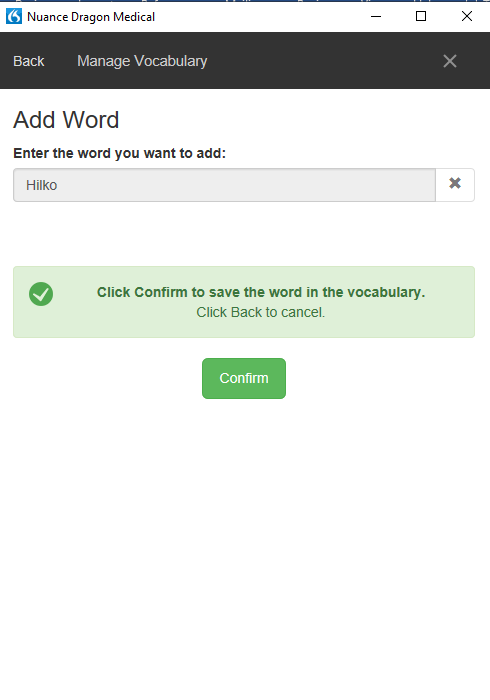 Nuance Dragon Medical
Back Manage Vocabulary
Add Word
Enter the word you want to add:
Hilko
Click Confirm to save the word in the vocabulary.
Click Back to cancel.
Confirm